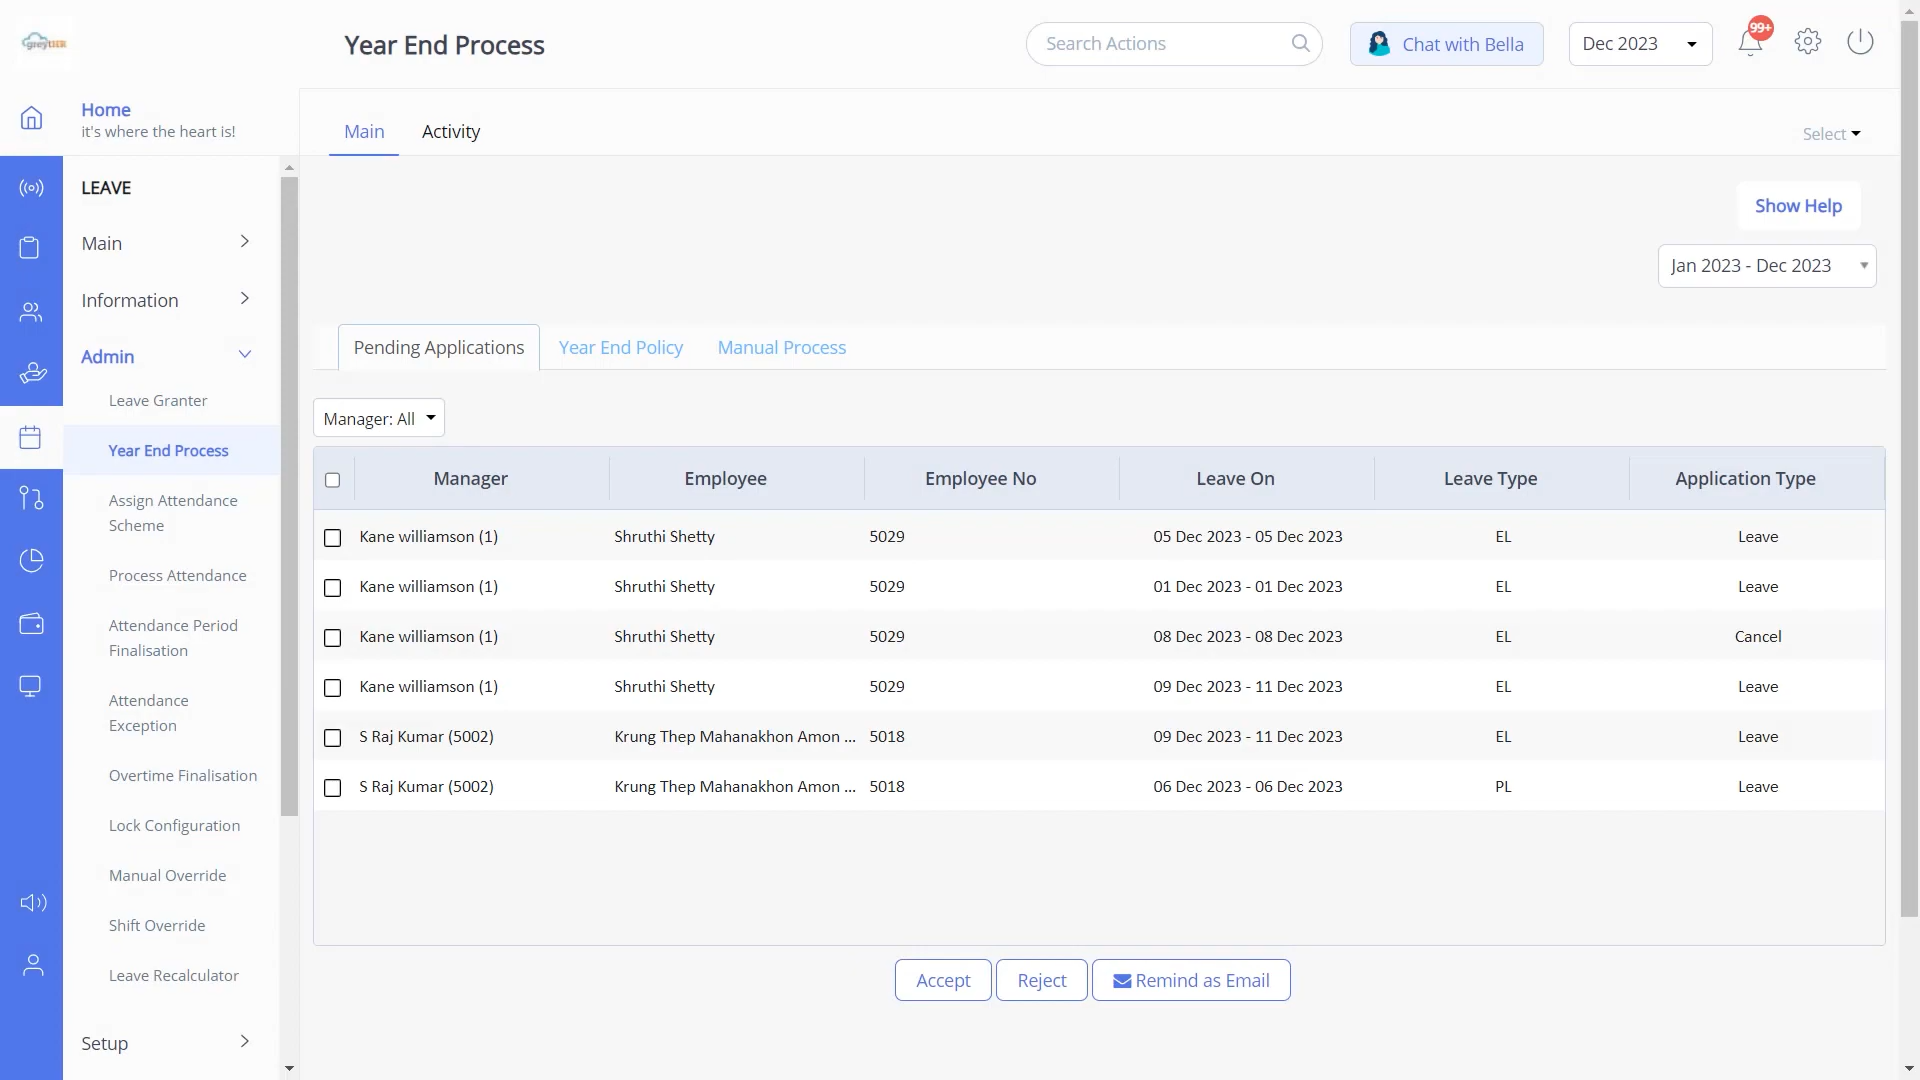 greytHR
Year End Process
Search Actions
Chat with Bella
Dec 2023
99+
Home
it's where the heart is!
Main
Activity
Select
LEAVE
Main
Information
Admin
Leave Granter
Year End Process
Assign Attendance
Scheme
Process Attendance
Attendance Period
Finalisation
Attendance
Exception
Overtime Finalisation
Lock Configuration
Manual Override
Shift Override
Leave Recalculator
Setup
Show Help
Jan 2023 - Dec 2023
Pending Applications
Year End Policy
Manual Process
Manager: All
Manager Employee Employee No Leave On Leave Type Application Type
Kane williamson (1) Shruthi Shetty 5029 05 Dec 2023 - 05 Dec 2023 EL Leave
Kane williamson (1) Shruthi Shetty 5029 01 Dec 2023 - 01 Dec 2023 EL Leave
Kane williamson (1) Shruthi Shetty 5029 08 Dec 2023 - 08 Dec 2023 EL Cancel
Kane williamson (1) Shruthi Shetty 5029 09 Dec 2023 - 11 Dec 2023 EL Leave
S Raj Kumar (5002) Krung Thep Mahanakhon Amon ... 5018 09 Dec 2023 - 11 Dec 2023 EL Leave
S Raj Kumar (5002) Krung Thep Mahanakhon Amon ... 5018 06 Dec 2023 - 06 Dec 2023 PL Leave
Accept
Reject
Remind as Email